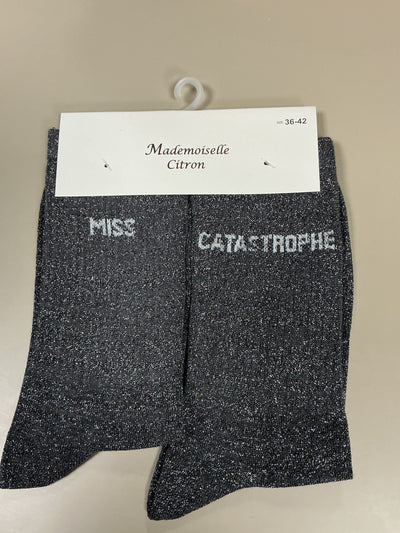 36-42
Mademoiselle
Citron
MISS
CATASTROPHE